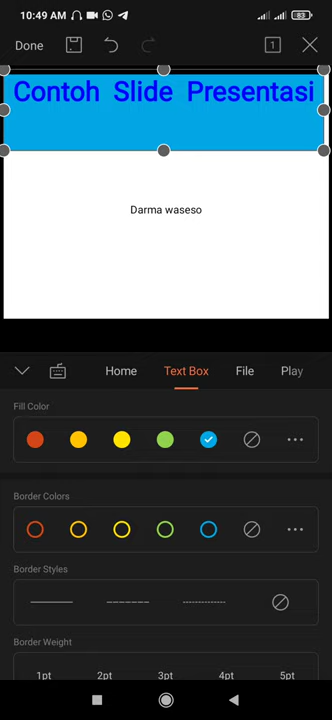 10:49 AM
83
Done
1
Contoh Slide Presentasi
Darma waseso
Home
Text Box
File
Play
Fill Color
Border Colors
Border Styles
Border Weight
1pt 2pt 3pt 4pt 5pt